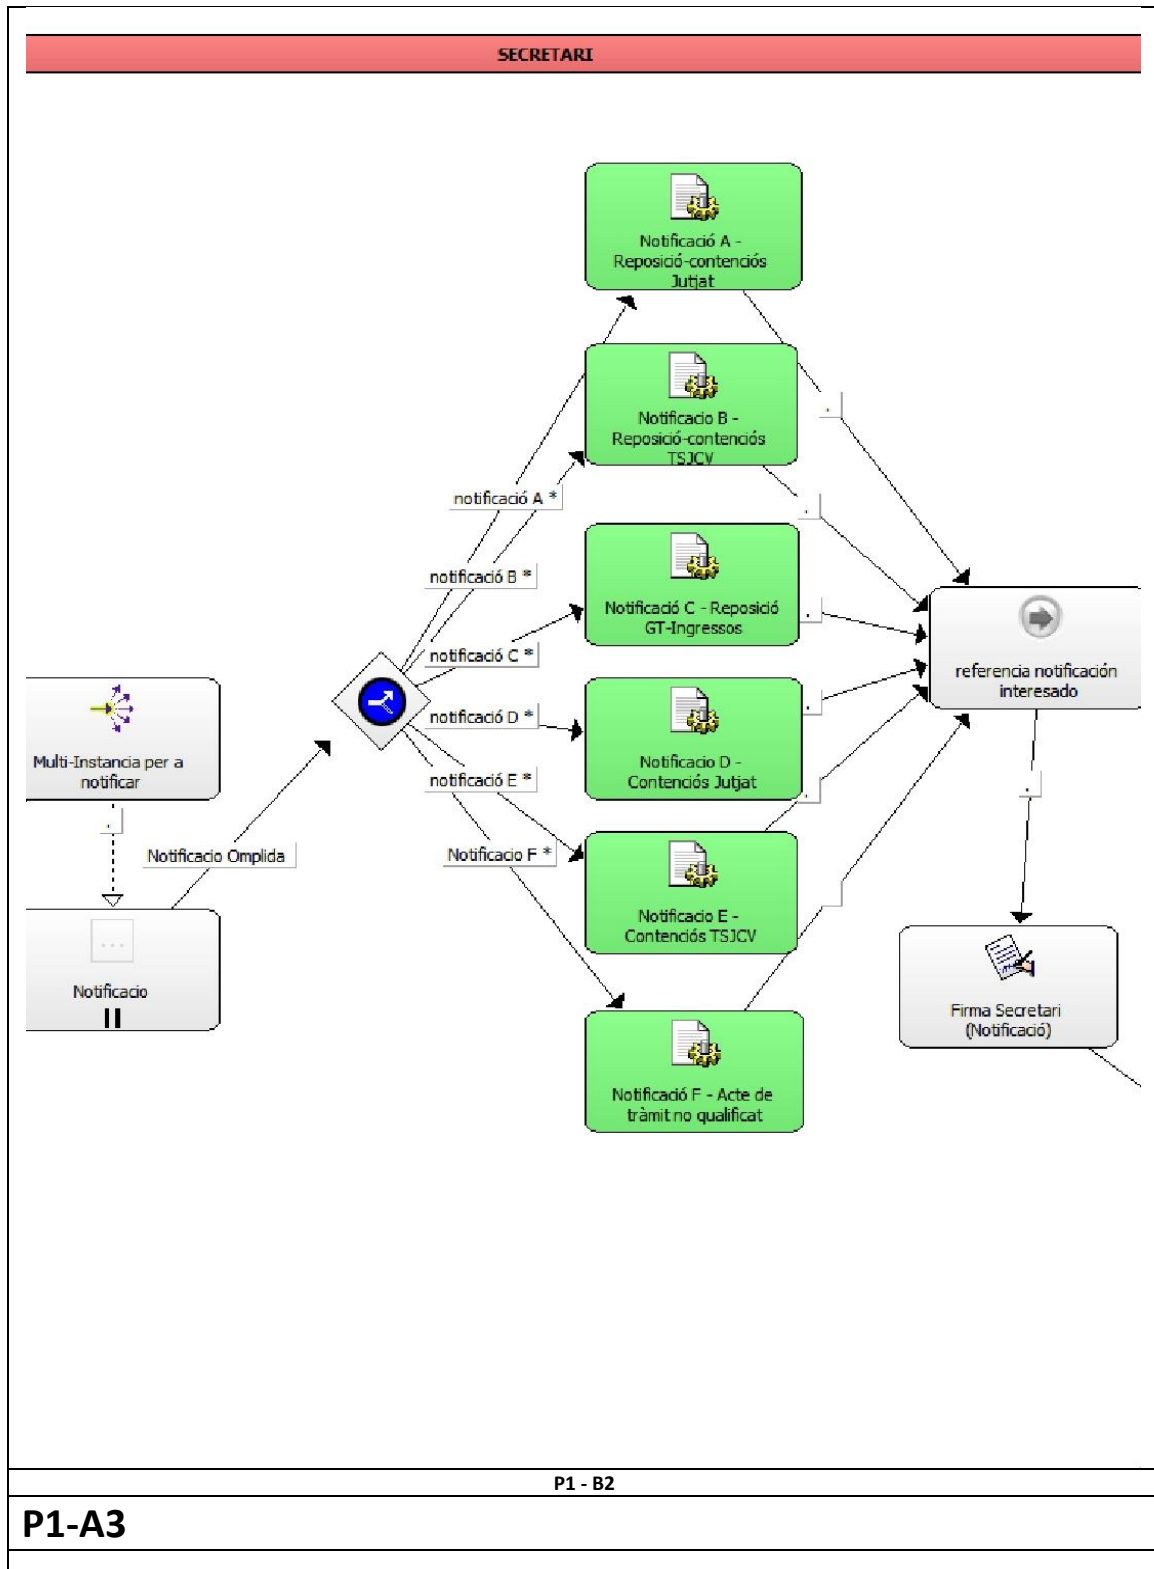 SECRETARI
Notificació A -
Reposició-contenciós
Jutjat
Notificacio B -
Reposició-contenciós
TSJCV
notificació A *
notificació B *
Notificació C - Reposició
GT-Ingressos
notificació C *
referencia notificación
interesado
notificació D *
Multi-Instancia per a
notificar
Notificacio D -
Contenciós Jutjat
notificació E *
Notificacio Omplida
Notificacio F *
Notificacio E -
Contenciós TSJCV
...
Notificacio
Firma Secretari
(Notificació)
Notificació F - Acte de
tràmit no qualificat
P1 - B2
P1-A3